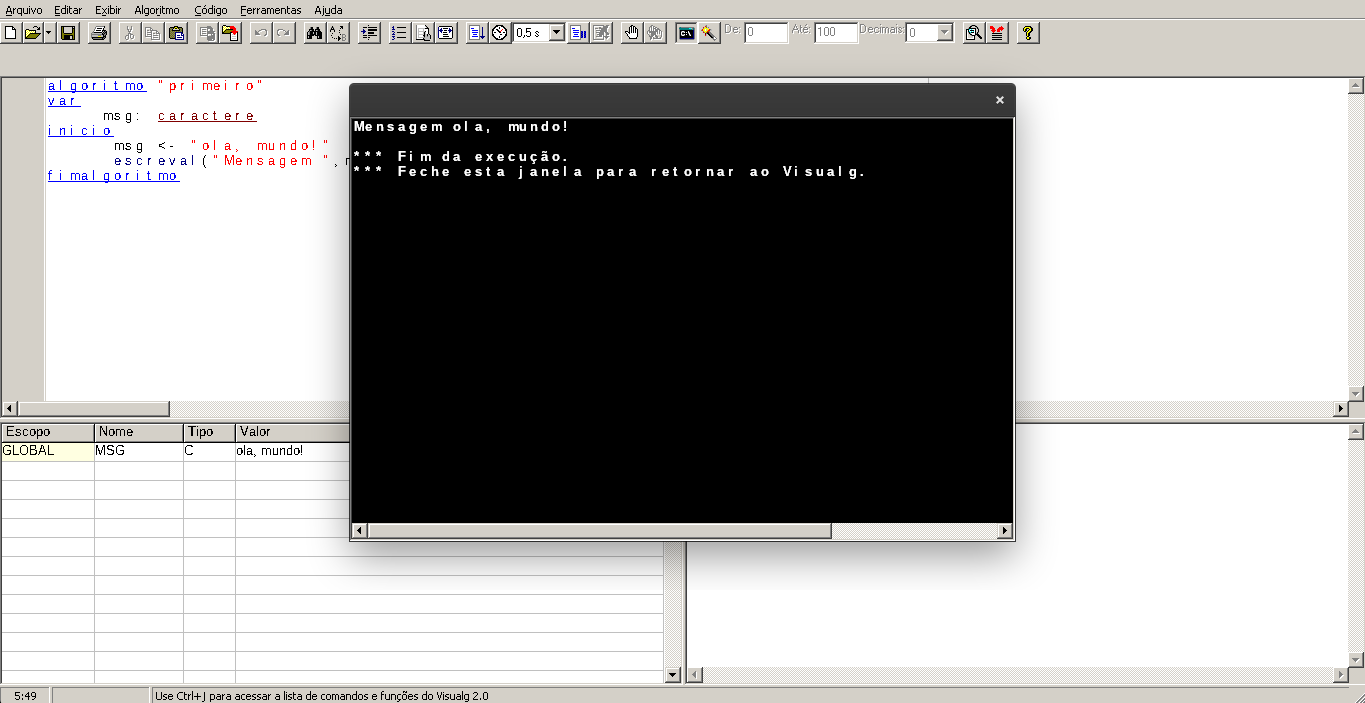 Arquivo Editar Exibir Algoritmo Código Ferramentas Ajuda
0,5 s De: 0 Até: 100 Decimais: 0
algoritmo "primeiro"
var
msg: caractere
inicio
msg <- "ola, mundo!"
escreval("Mensagem ",
fimalgoritmo
×
Mensagem ola, mundo!
*** Fim da execução.
*** Feche esta janela para retornar ao Visualg.
Escopo Nome Tipo Valor
GLOBAL MSG C ola, mundo!
5:49 Use Ctrl+J para acessar a lista de comandos e funções do Visualg 2.0